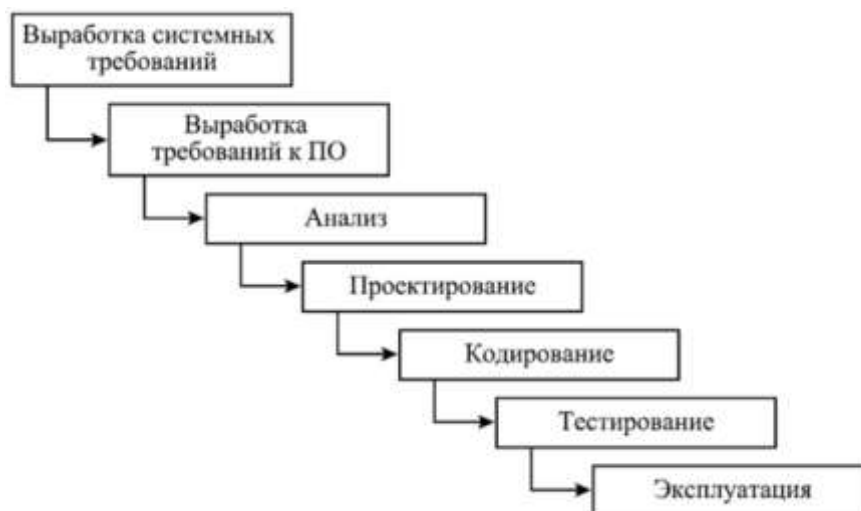 Выработка системных
требований
Выработка
требований к ПО
Анализ
Проектирование
Кодирование
Тестирование
Эксплуатация